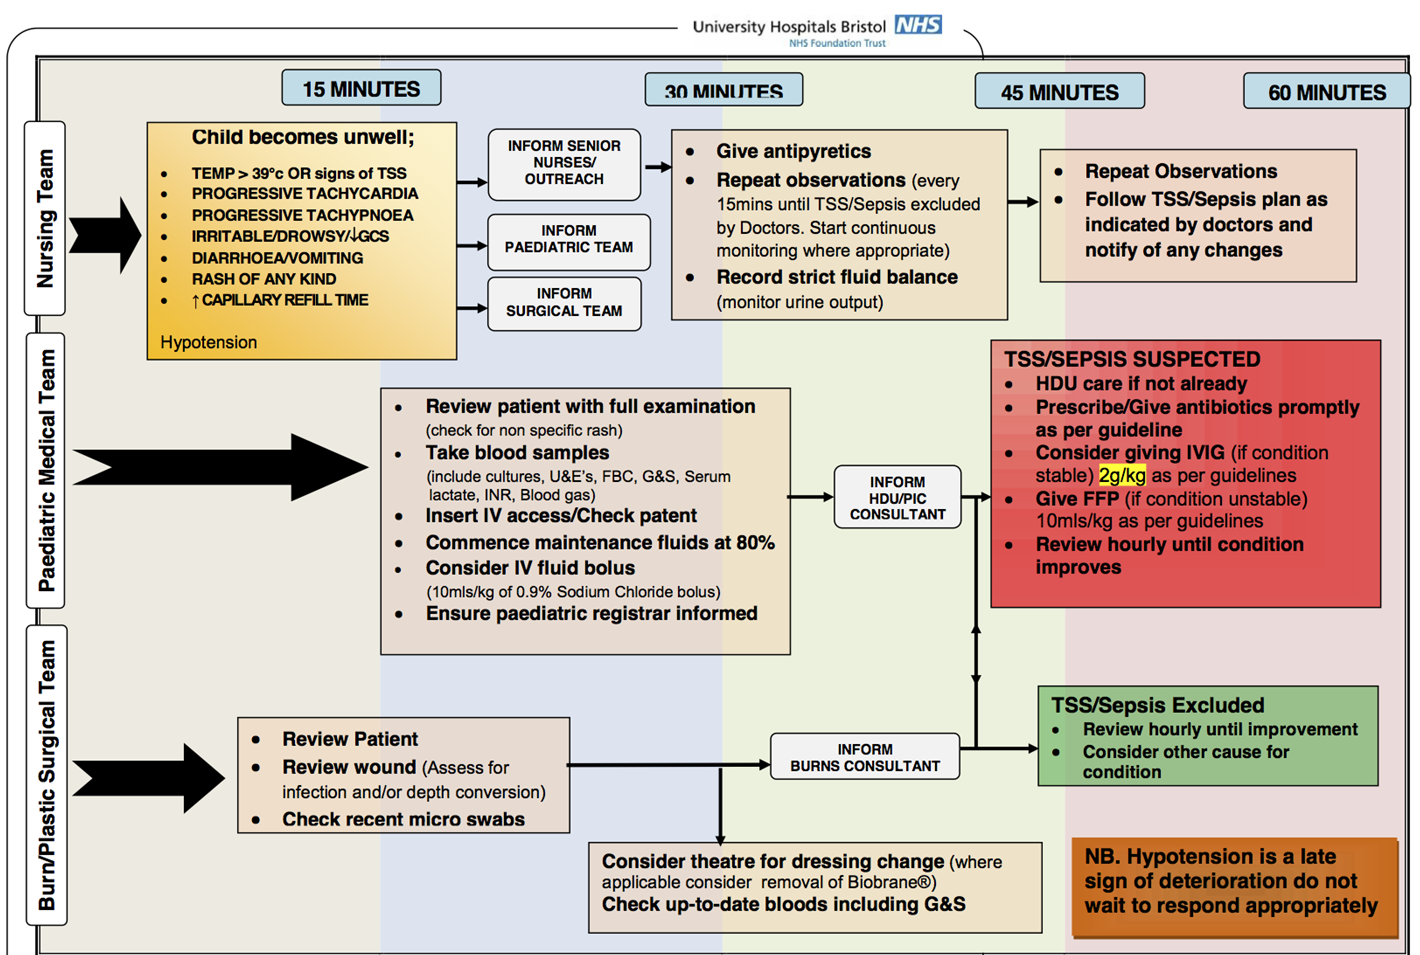 University Hospitals Bristol NHS
NHS Foundation Trust
15 MINUTES
30 MINUTES
45 MINUTES
60 MINUTES
Nursing Team
Child becomes unwell;
• TEMP > 39°c OR signs of TSS
• PROGRESSIVE TACHYCARDIA
• PROGRESSIVE TACHYPNOEA
• IRRITABLE/DROWSY/↓GCS
• DIARRHOEA/VOMITING
• RASH OF ANY KIND
• ↑CAPILLARY REFILL TIME
Hypotension
INFORM SENIOR
NURSES/
OUTREACH
INFORM
PAEDIATRIC TEAM
INFORM
SURGICAL TEAM
• Give antipyretics
• Repeat observations (every
15mins until TSS/Sepsis excluded
by Doctors. Start continuous
monitoring where appropriate)
• Record strict fluid balance
(monitor urine output)
• Repeat Observations
• Follow TSS/Sepsis plan as
indicated by doctors and
notify of any changes
Paediatric Medical Team
• Review patient with full examination
(check for non specific rash)
• Take blood samples
(include cultures, U&E's, FBC, G&S, Serum
lactate, INR, Blood gas)
• Insert IV access/Check patent
• Commence maintenance fluids at 80%
• Consider IV fluid bolus
(10mls/kg of 0.9% Sodium Chloride bolus)
• Ensure paediatric registrar informed
INFORM
HDU/PIC
CONSULTANT
TSS/SEPSIS SUSPECTED
• HDU care if not already
• Prescribe/Give antibiotics promptly
as per guideline
• Consider giving IVIG (if condition
stable) 2g/kg as per guidelines
• Give FFP (if condition unstable)
10mls/kg as per guidelines
• Review hourly until condition
improves
Burn/Plastic Surgical Team
• Review Patient
• Review wound (Assess for
infection and/or depth conversion)
• Check recent micro swabs
INFORM
BURNS CONSULTANT
TSS/Sepsis Excluded
• Review hourly until improvement
• Consider other cause for
condition
Consider theatre for dressing change (where
applicable consider removal of Biobrane®)
Check up-to-date bloods including G&S
NB. Hypotension is a late
sign of deterioration do not
wait to respond appropriately